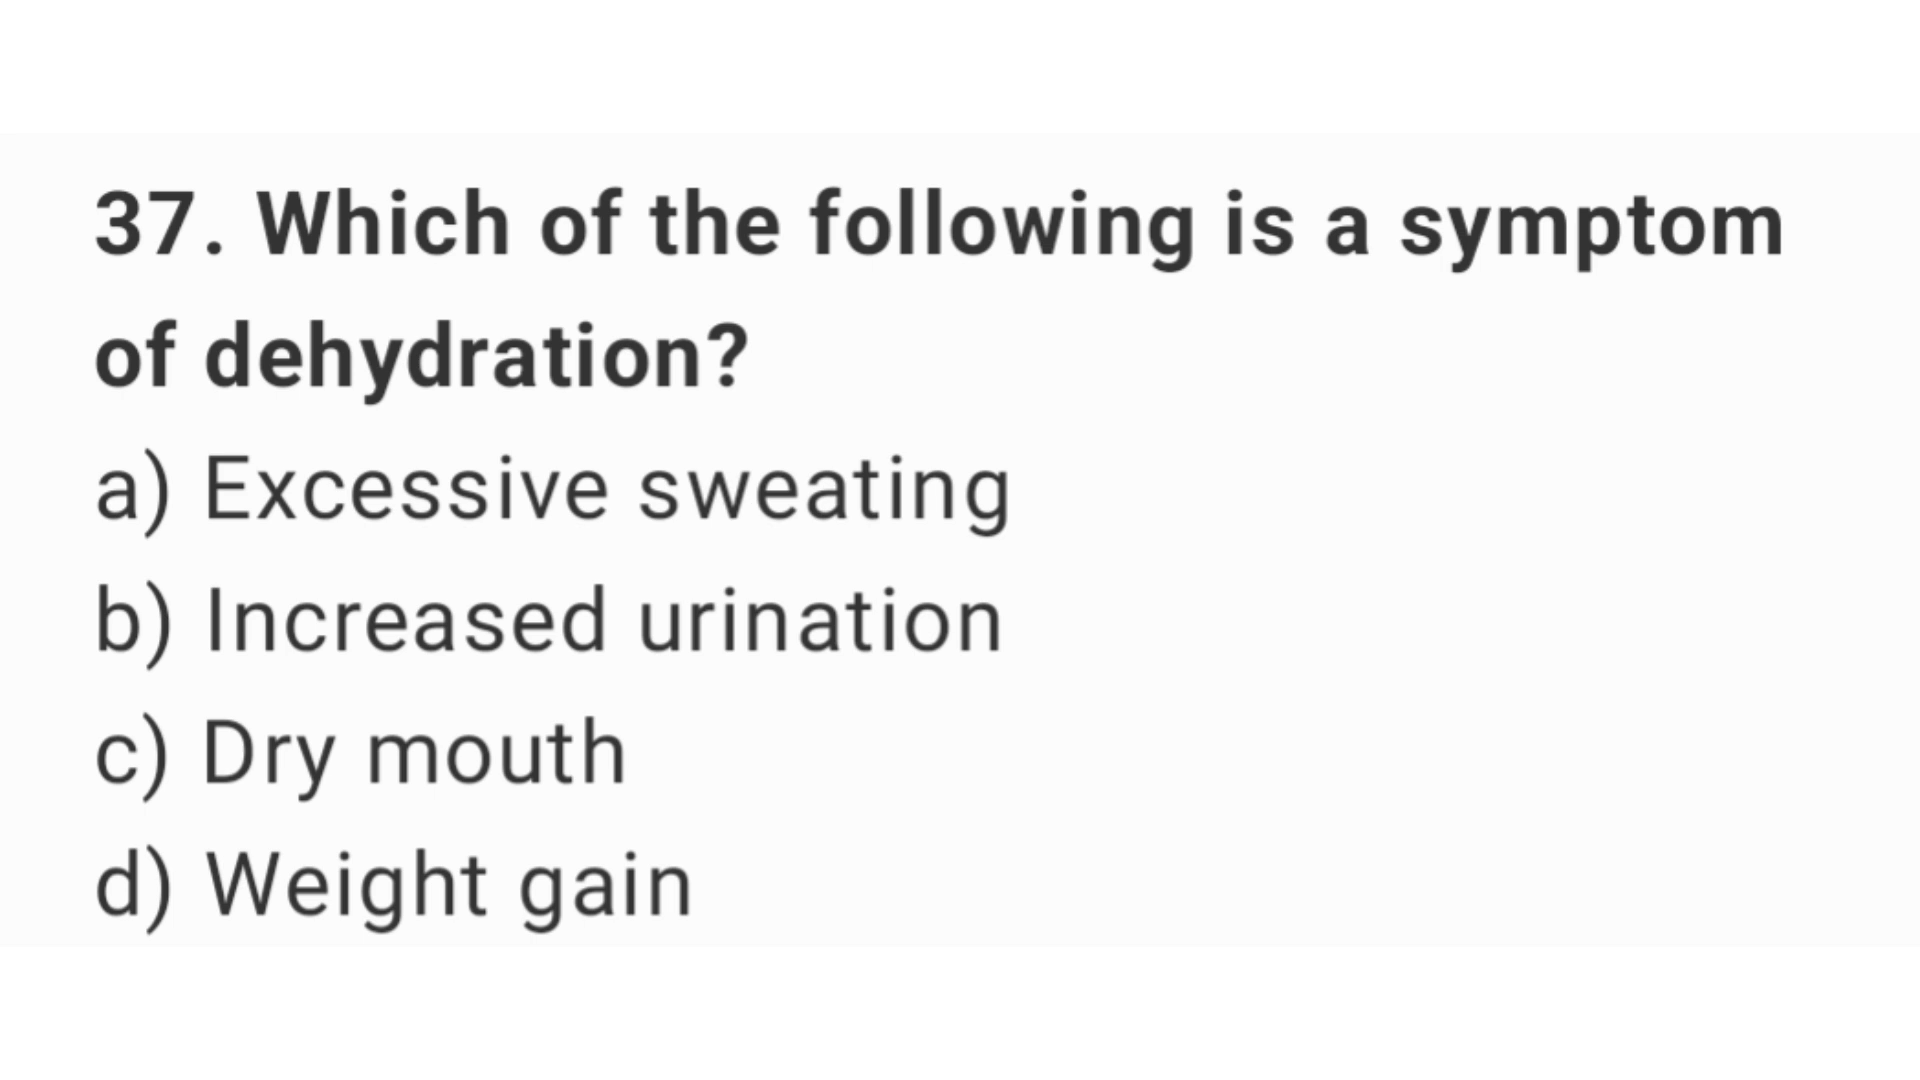 37. Which of the following is a symptom
of dehydration?
a) Excessive sweating
b) Increased urination
c) Dry mouth
d) Weight gain